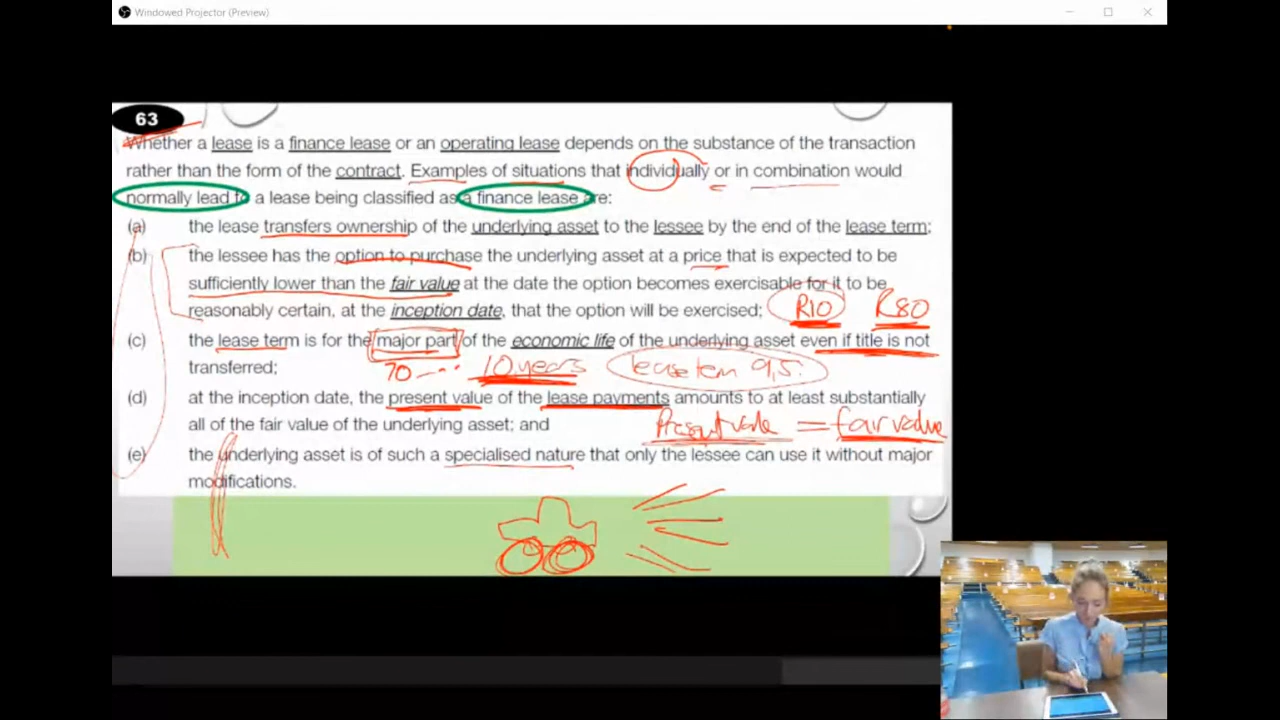 Windowed Projector (Preview)
63
Whether a lease is a finance lease or an operating lease depends on the substance of the transaction
rather than the form of the contract. Examples of situations that individually or in combination would
normally lead to a lease being classified as a finance lease are:
(a) the lease transfers ownership of the underlying asset to the lessee by the end of the lease term;
(b) the lessee has the option to purchase the underlying asset at a price that is expected to be
sufficiently lower than the fair value at the date the option becomes exercisable for it to be
reasonably certain, at the inception date, that the option will be exercised; R10 R80
(c) the lease term is for the major part of the economic life of the underlying asset even if title is not
transferred; 70 10 years lease term 9,5
(d) at the inception date, the present value of the lease payments amounts to at least substantially
all of the fair value of the underlying asset; and Present value = fair value
(e) the underlying asset is of such a specialised nature that only the lessee can use it without major
modifications.